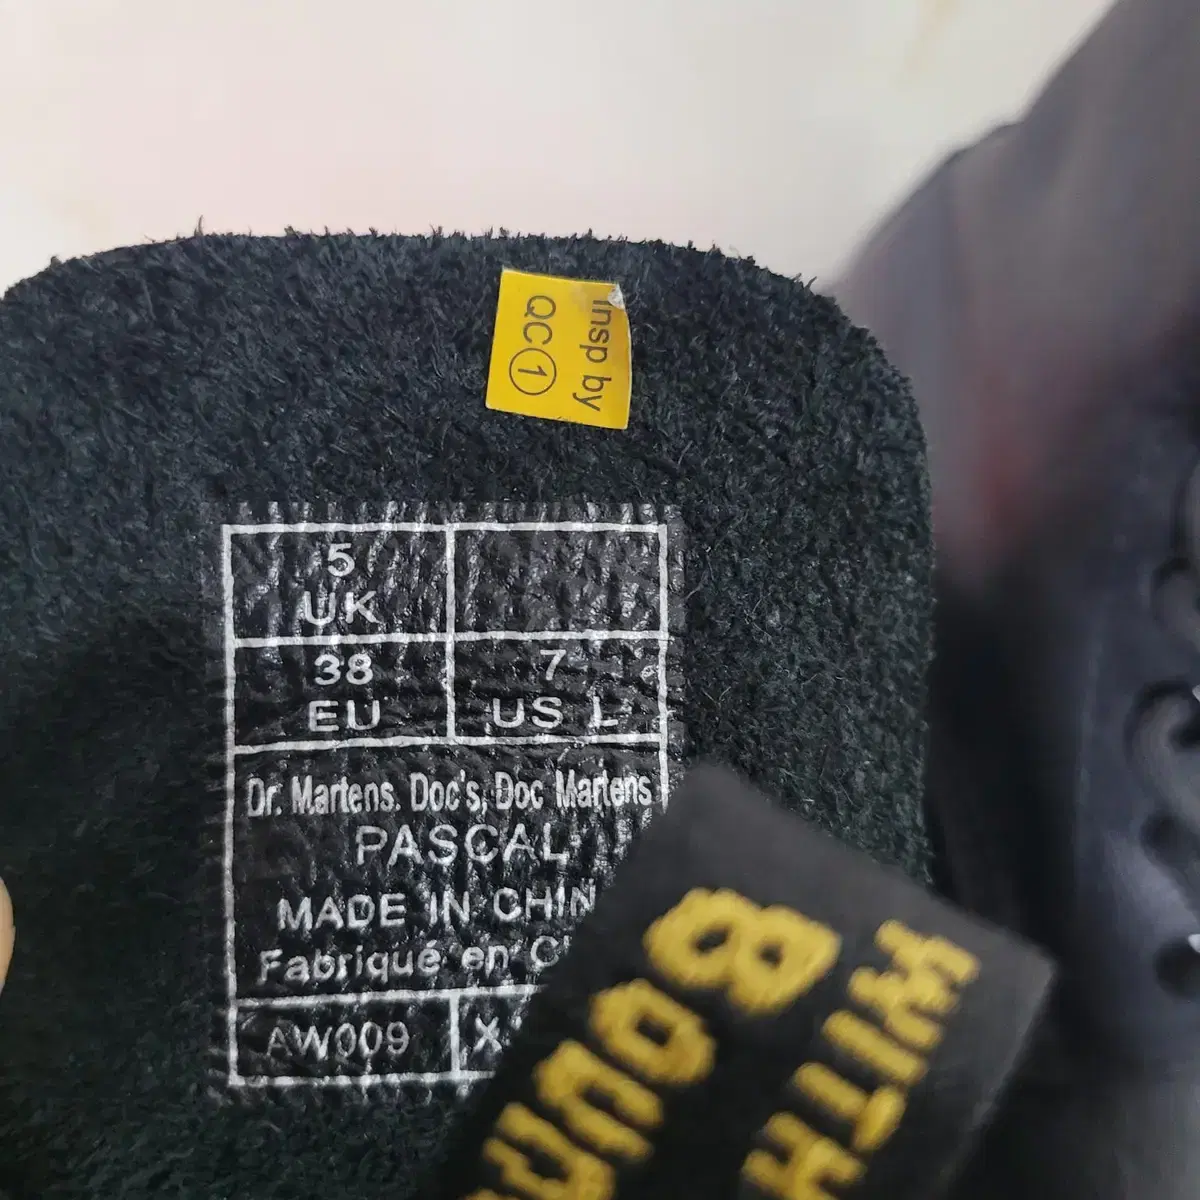 Insp by
QC①
5
UK
38
EU
7
US L
Dr. Martens. Doc's, Doc Martens
PASCAL
MADE IN CHIN
Fabriqué en C
AW009
X
WITH
BOUN